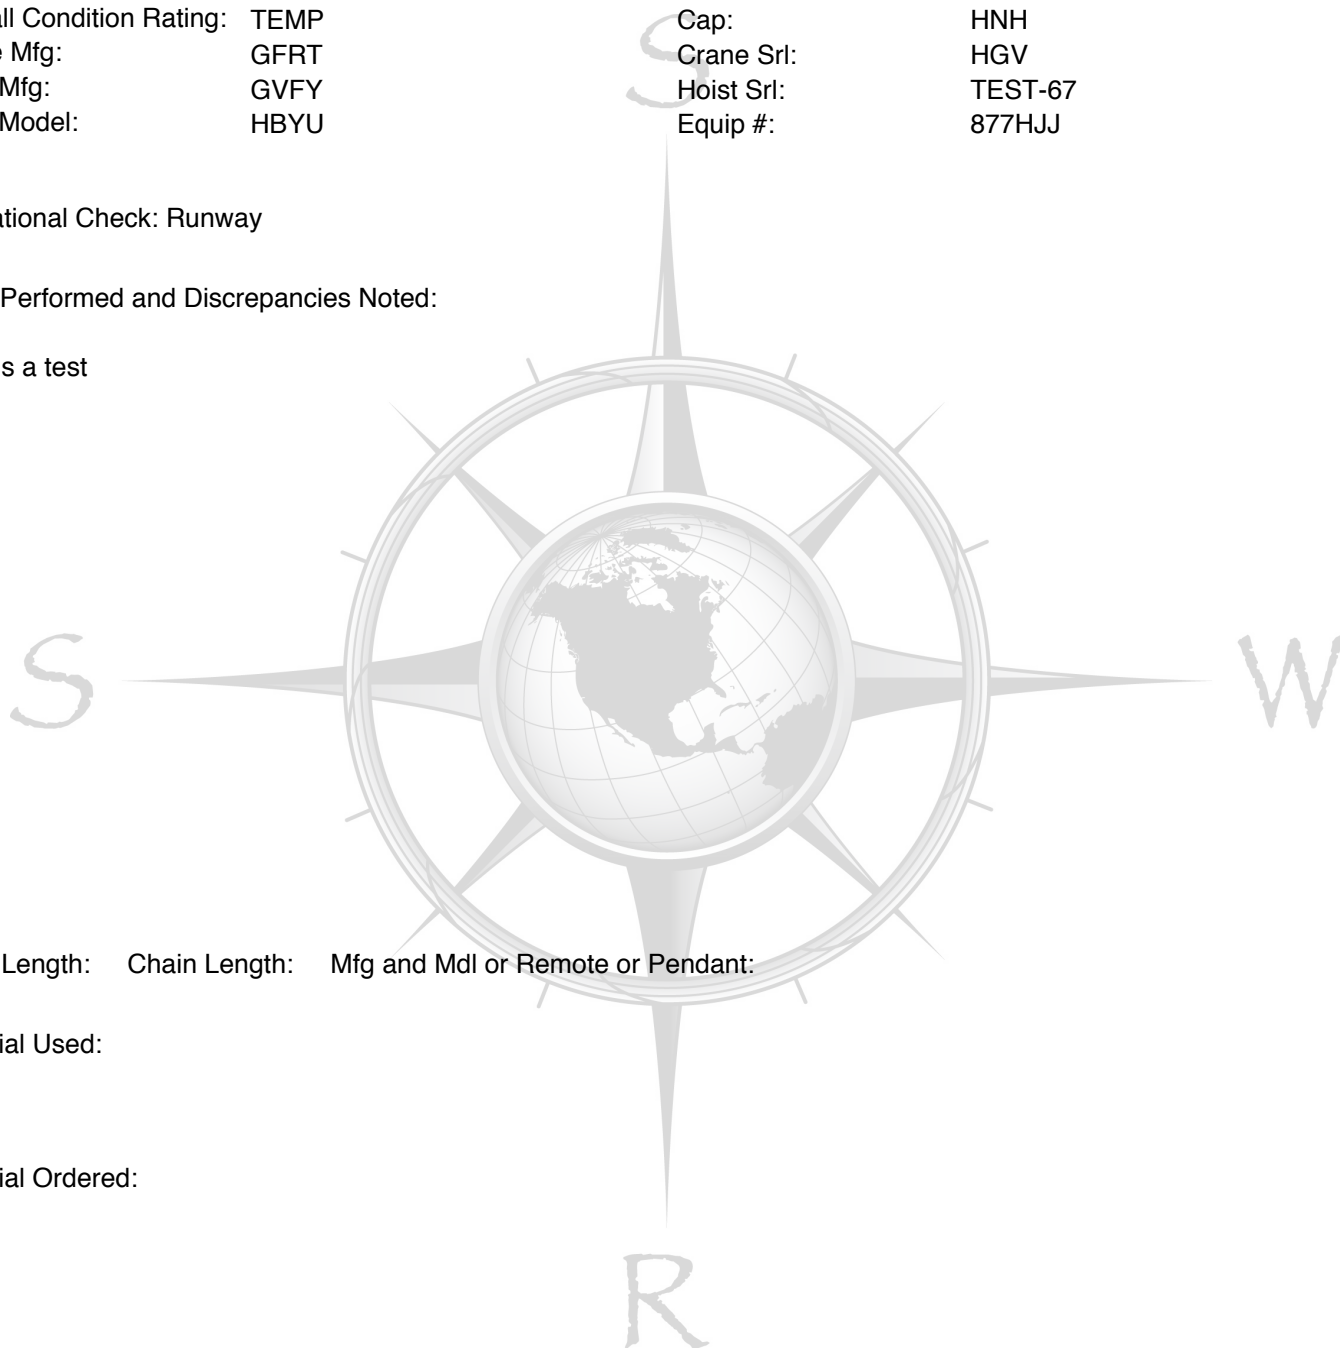 all Condition Rating: TEMP Cap: HNH
e Mfg: GFRT Crane Srl: HGV
Mfg: GVFY Hoist Srl: TEST-67
Model: HBYU Equip #: 877HJJ
ational Check: Runway
Performed and Discrepancies Noted:
s a test
Length: Chain Length: Mfg and Mdl or Remote or Pendant:
ial Used:
ial Ordered:
S
S W
R